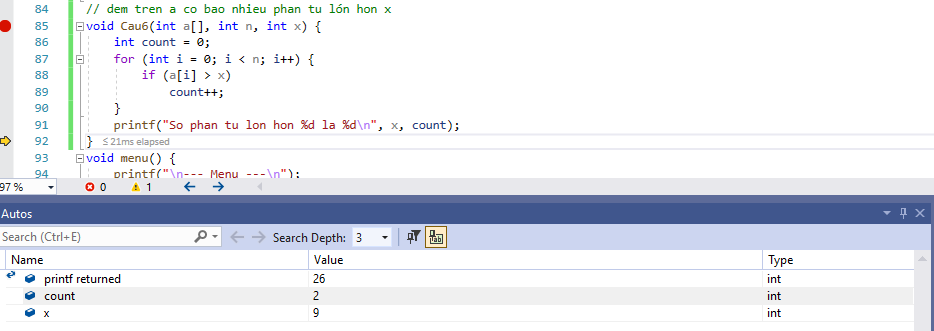 84 // dem tren a co bao nhieu phan tu lón hon x
85 void Cau6(int a[], int n, int x) {
86 int count = 0;
87 for (int i = 0; i < n; i++) {
88 if (a[i] > x)
89 count++;
90 }
91 printf("So phan tu lon hon %d la %d\n", x, count);
92 } ≤21ms elapsed
93 void menu() {
94 printf("\n--- Menu ---\n");
97 % 0 1
Autos
Search (Ctrl+E) Search Depth: 3
Name Value Type
printf returned 26 int
count 2 int
x 9 int